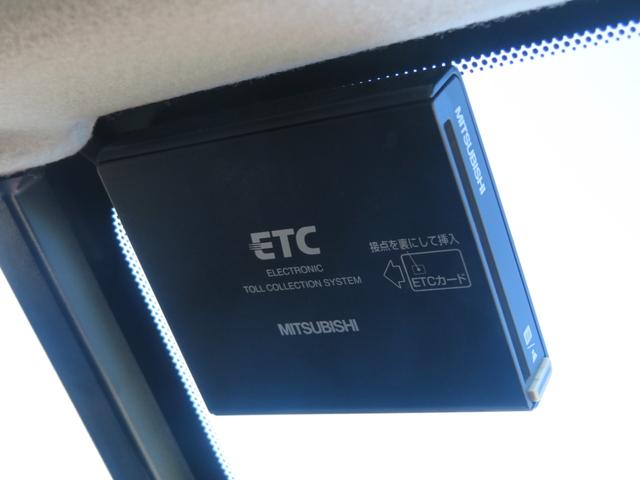 MITSUBISHI
ETC
ELECTRONIC
TOLL COLLECTION SYSTEM
接点を裏にして挿入
ETCカード
MITSUBISHI